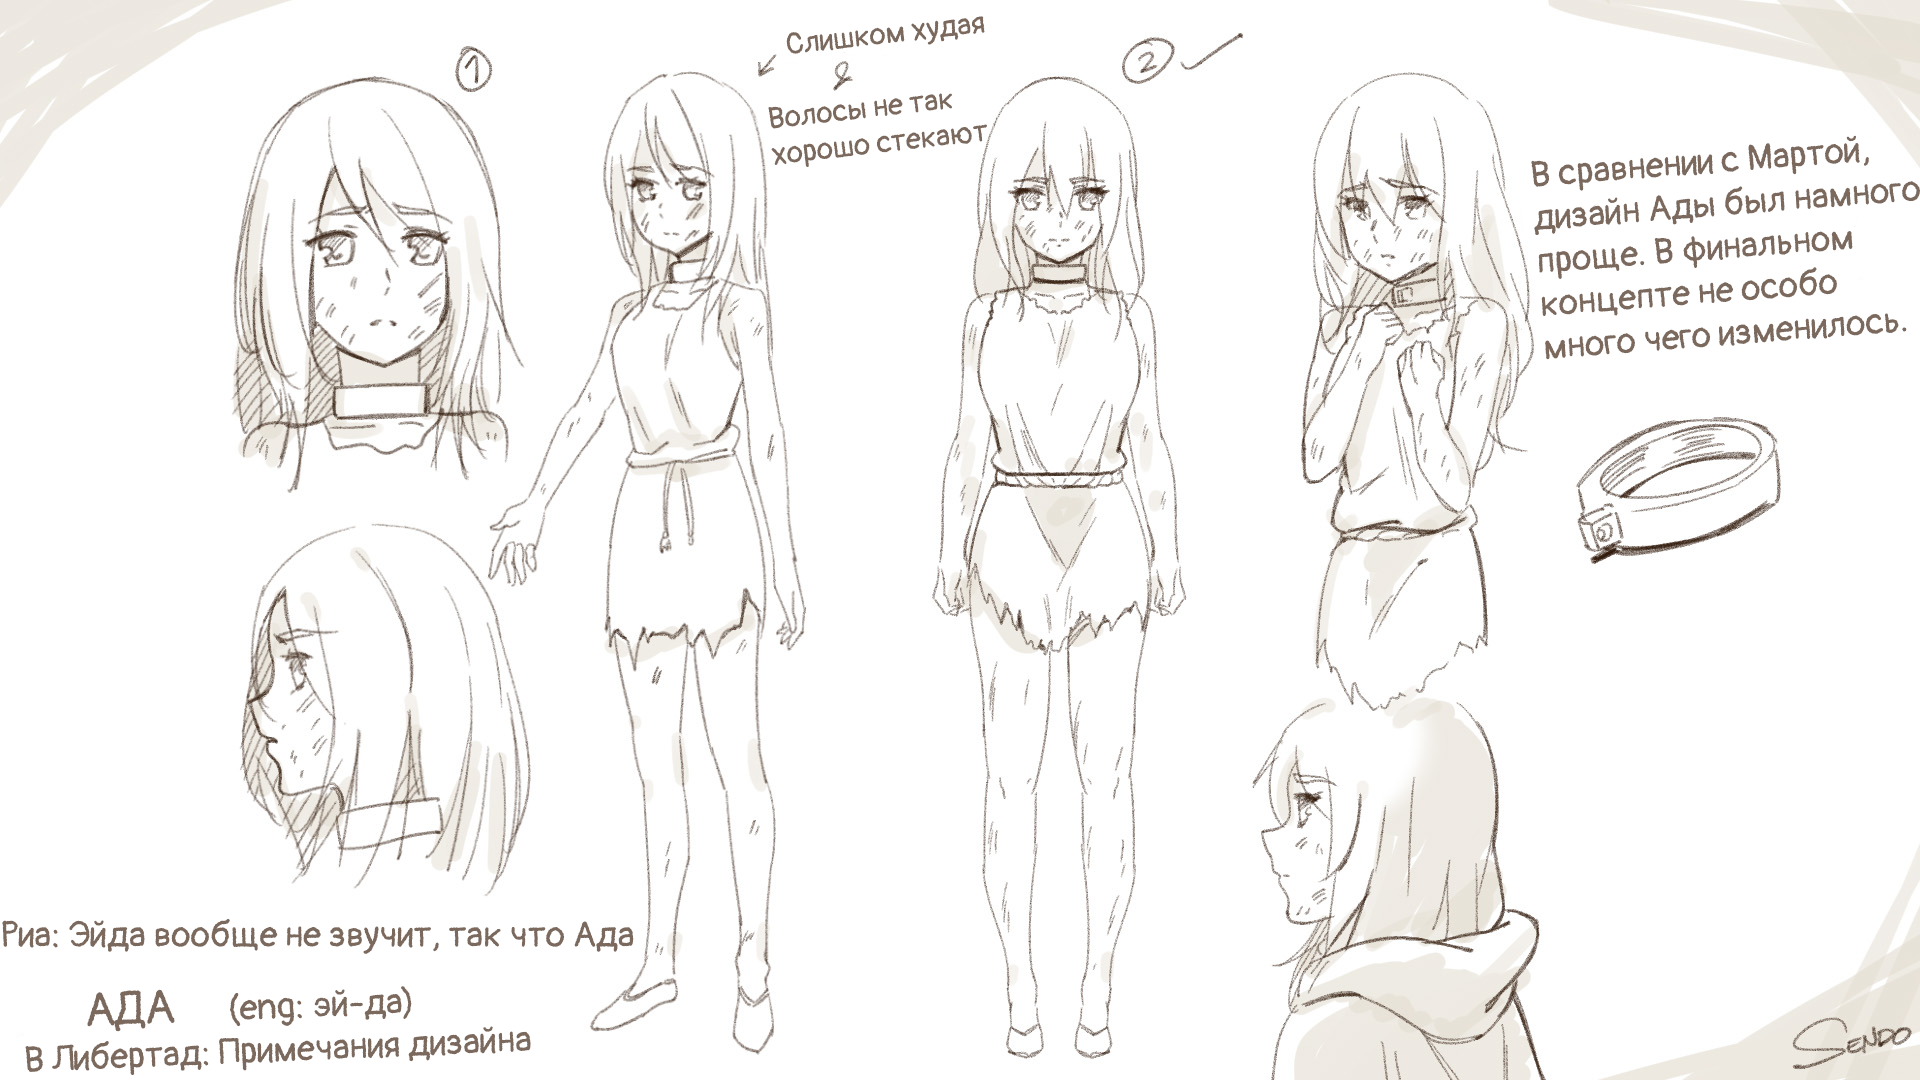 1
Слишком худая
&
Волосы не так
хорошо стекают
2
В сравнении с Мартой,
дизайн Ады был намного
проще. В финальном
концепте не особо
много чего изменилось.
Риа: Эйда вообще не звучит, так что Ада
АДА (eng: эй-да)
В Либертад: Примечания дизайна
SENDO